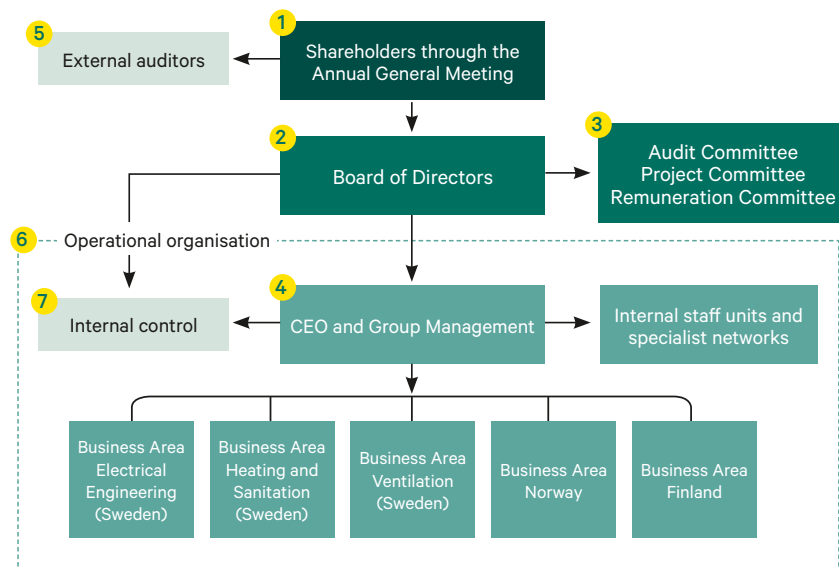 1
Shareholders through the
Annual General Meeting
5
External auditors
2
Board of Directors
3
Audit Committee
Project Committee
Remuneration Committee
6
Operational organisation
7
Internal control
4
CEO and Group Management
Internal staff units and
specialist networks
Business Area
Electrical
Engineering
(Sweden)
Business Area
Heating and
Sanitation
(Sweden)
Business Area
Ventilation
(Sweden)
Business Area
Norway
Business Area
Finland